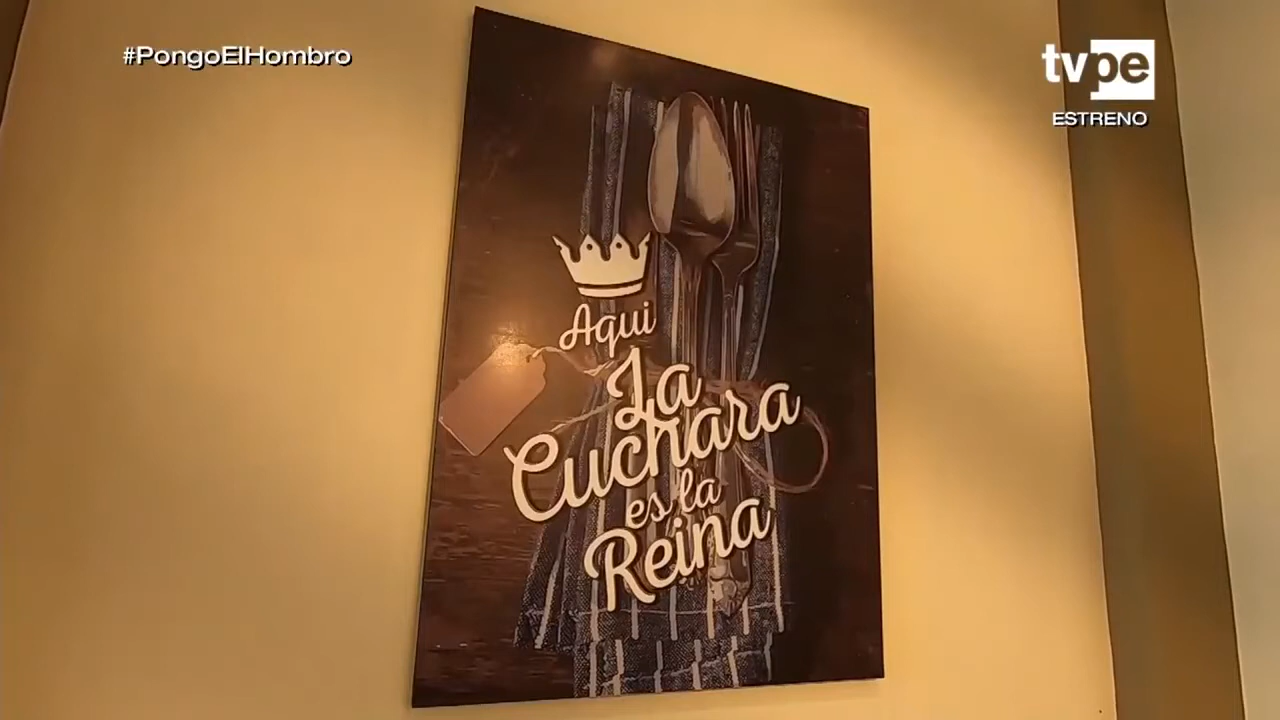 #PongoElHombro
tvpe
ESTRENO
Aqui
La
Cuchara
es la
Reina